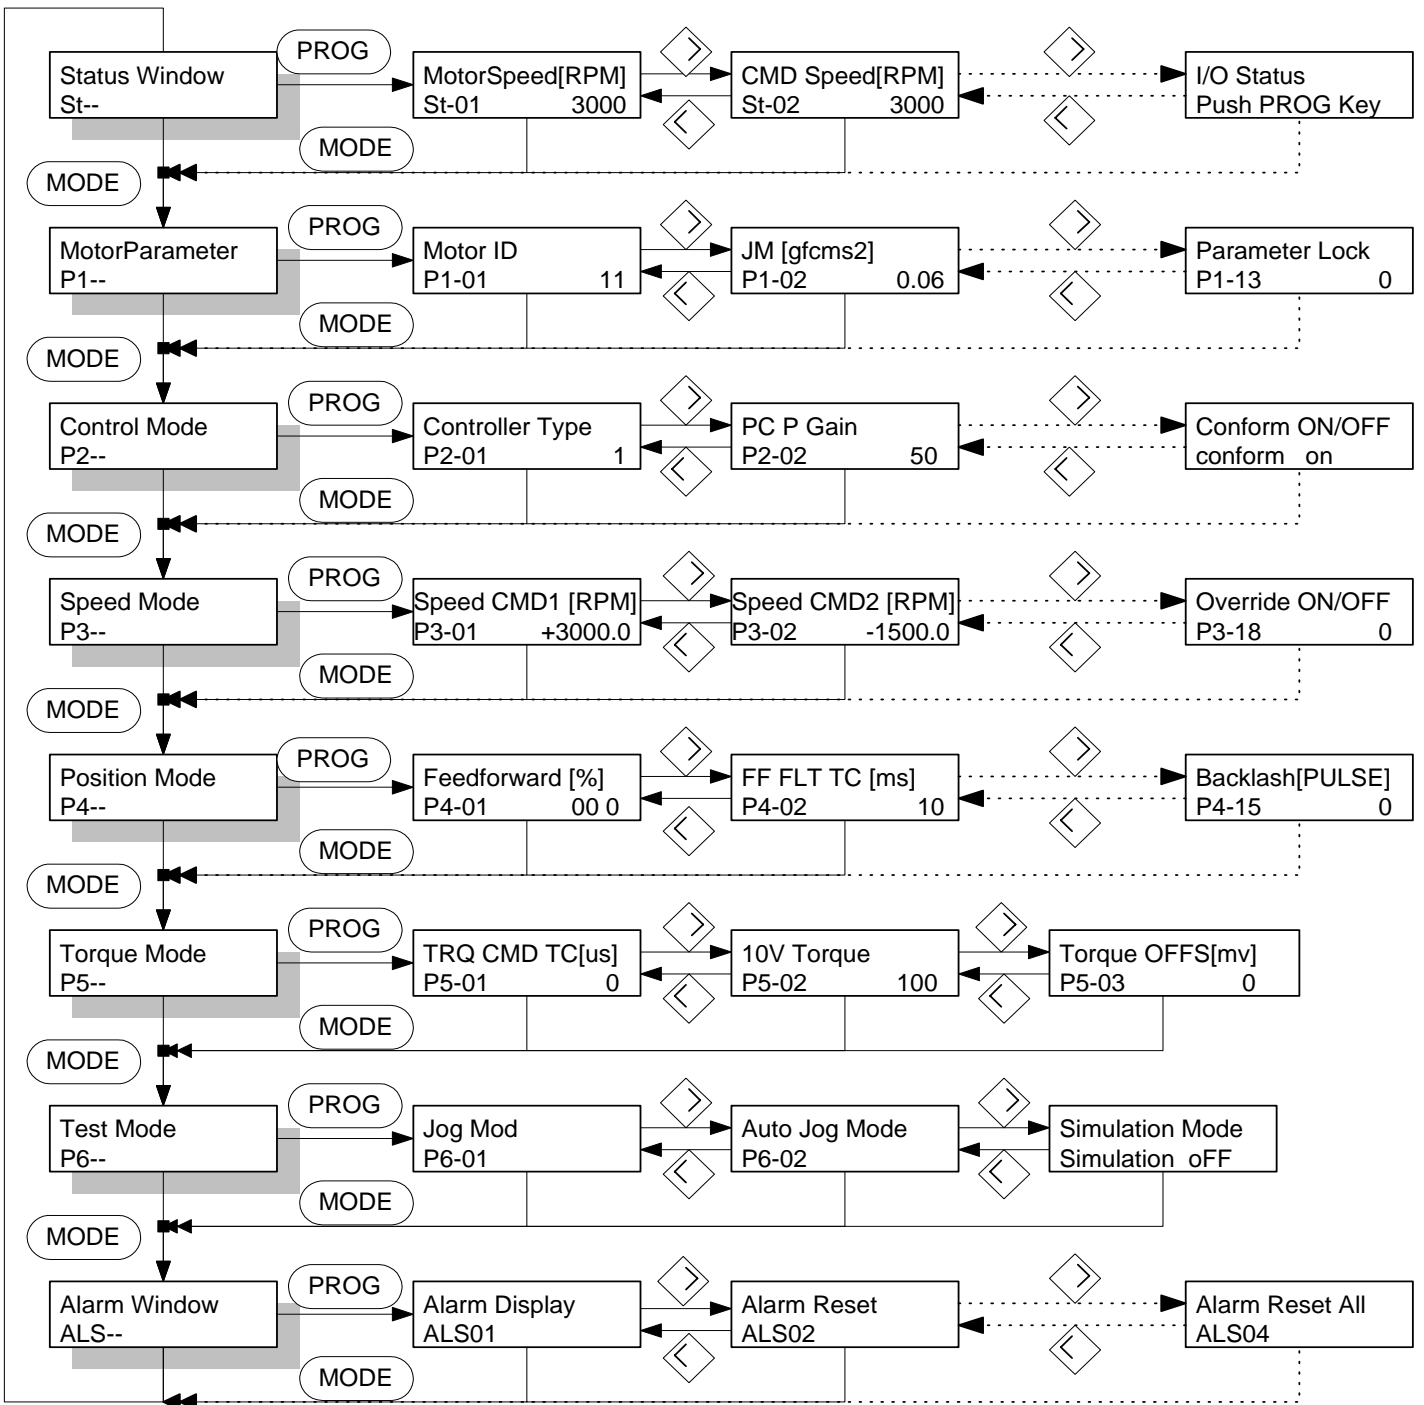 PROG
Status Window
St--
MotorSpeed[RPM]
St-01 3000
CMD Speed[RPM]
St-02 3000
I/O Status
Push PROG Key
MODE
MODE
PROG
MotorParameter
P1--
Motor ID
P1-01 11
JM [gfcms2]
P1-02 0.06
Parameter Lock
P1-13 0
MODE
MODE
PROG
Control Mode
P2--
Controller Type
P2-01 1
PC P Gain
P2-02 50
Conform ON/OFF
conform on
MODE
MODE
PROG
Speed Mode
P3--
Speed CMD1 [RPM]
P3-01 +3000.0
Speed CMD2 [RPM]
P3-02 -1500.0
Override ON/OFF
P3-18 0
MODE
MODE
PROG
Position Mode
P4--
Feedforward [%]
P4-01 00 0
FF FLT TC [ms]
P4-02 10
Backlash[PULSE]
P4-15 0
MODE
MODE
PROG
Torque Mode
P5--
TRQ CMD TC[us]
P5-01 0
10V Torque
P5-02 100
Torque OFFS[mv]
P5-03 0
MODE
MODE
PROG
Test Mode
P6--
Jog Mod
P6-01
Auto Jog Mode
P6-02
Simulation Mode
Simulation oFF
MODE
MODE
PROG
Alarm Window
ALS--
Alarm Display
ALS01
Alarm Reset
ALS02
Alarm Reset All
ALS04
MODE